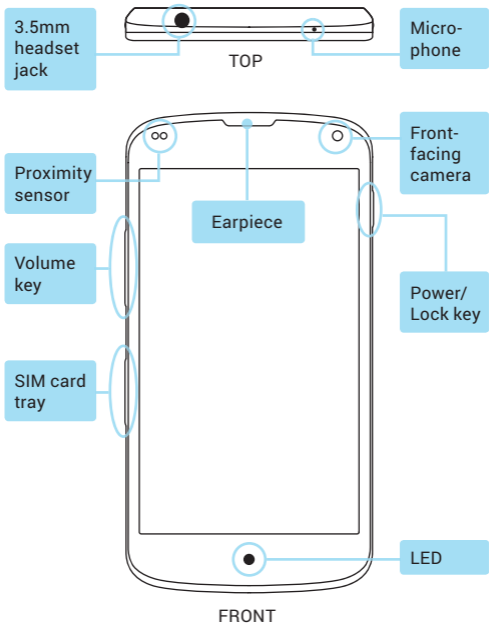 3.5mm
headset
jack
Micro-
phone
TOP
Front-
facing
camera
Proximity
sensor
Earpiece
Volume
key
Power/
Lock key
SIM card
tray
LED
FRONT